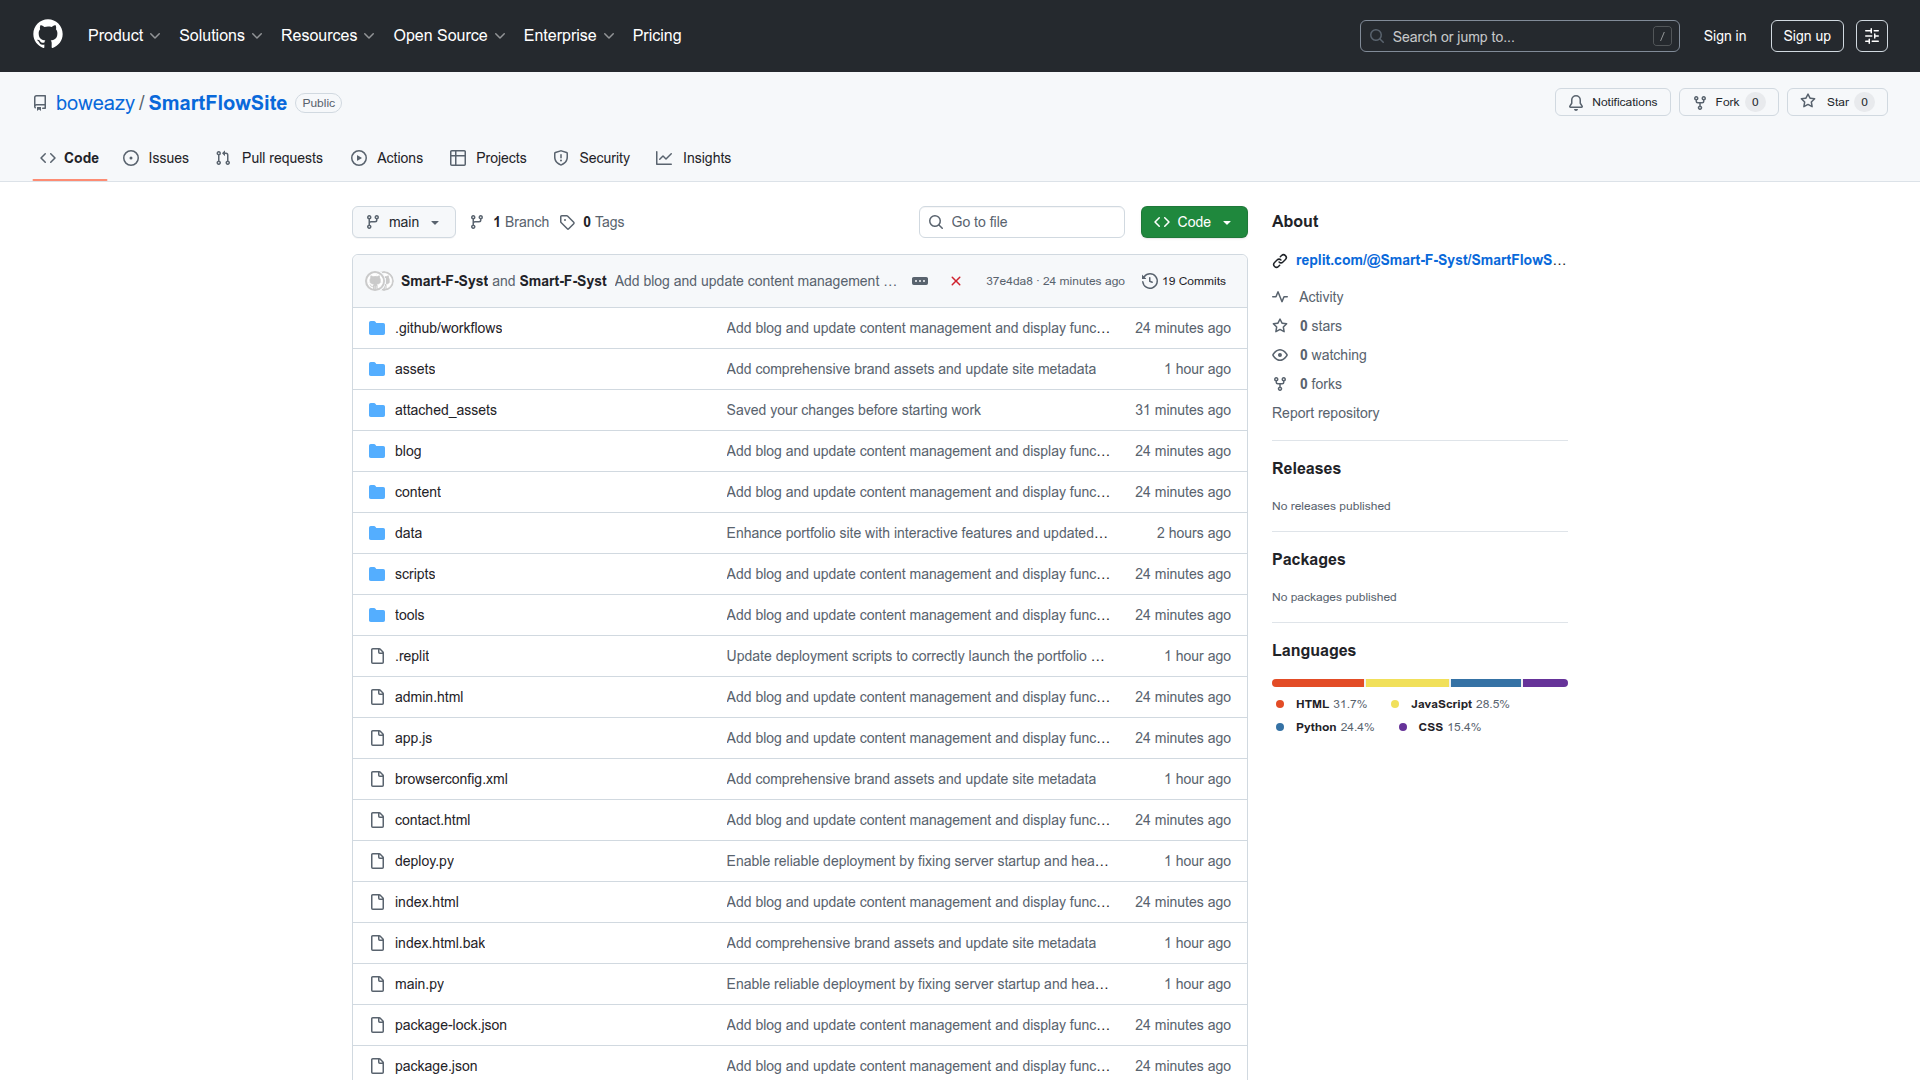 Product Solutions Resources Open Source Enterprise Pricing Search or jump to... / Sign in Sign up
boweazy / SmartFlowSite Public Notifications Fork 0 Star 0
Code Issues Pull requests Actions Projects Security Insights
main 1 Branch 0 Tags Go to file Code
Smart-F-Syst and Smart-F-Syst Add blog and update content management … 37e4da8 · 24 minutes ago 19 Commits
.github/workflows Add blog and update content management and display func… 24 minutes ago
assets Add comprehensive brand assets and update site metadata 1 hour ago
attached_assets Saved your changes before starting work 31 minutes ago
blog Add blog and update content management and display func… 24 minutes ago
content Add blog and update content management and display func… 24 minutes ago
data Enhance portfolio site with interactive features and updated… 2 hours ago
scripts Add blog and update content management and display func… 24 minutes ago
tools Add blog and update content management and display func… 24 minutes ago
.replit Update deployment scripts to correctly launch the portfolio … 1 hour ago
admin.html Add blog and update content management and display func… 24 minutes ago
app.js Add blog and update content management and display func… 24 minutes ago
browserconfig.xml Add comprehensive brand assets and update site metadata 1 hour ago
contact.html Add blog and update content management and display func… 24 minutes ago
deploy.py Enable reliable deployment by fixing server startup and hea… 1 hour ago
index.html Add blog and update content management and display func… 24 minutes ago
index.html.bak Add comprehensive brand assets and update site metadata 1 hour ago
main.py Enable reliable deployment by fixing server startup and hea… 1 hour ago
package-lock.json Add blog and update content management and display func… 24 minutes ago
package.json Add blog and update content management and display func… 24 minutes ago
About
replit.com/@Smart-F-Syst/SmartFlowS…
Activity
0 stars
0 watching
0 forks
Report repository
Releases
No releases published
Packages
No packages published
Languages
HTML 31.7% JavaScript 28.5%
Python 24.4% CSS 15.4%